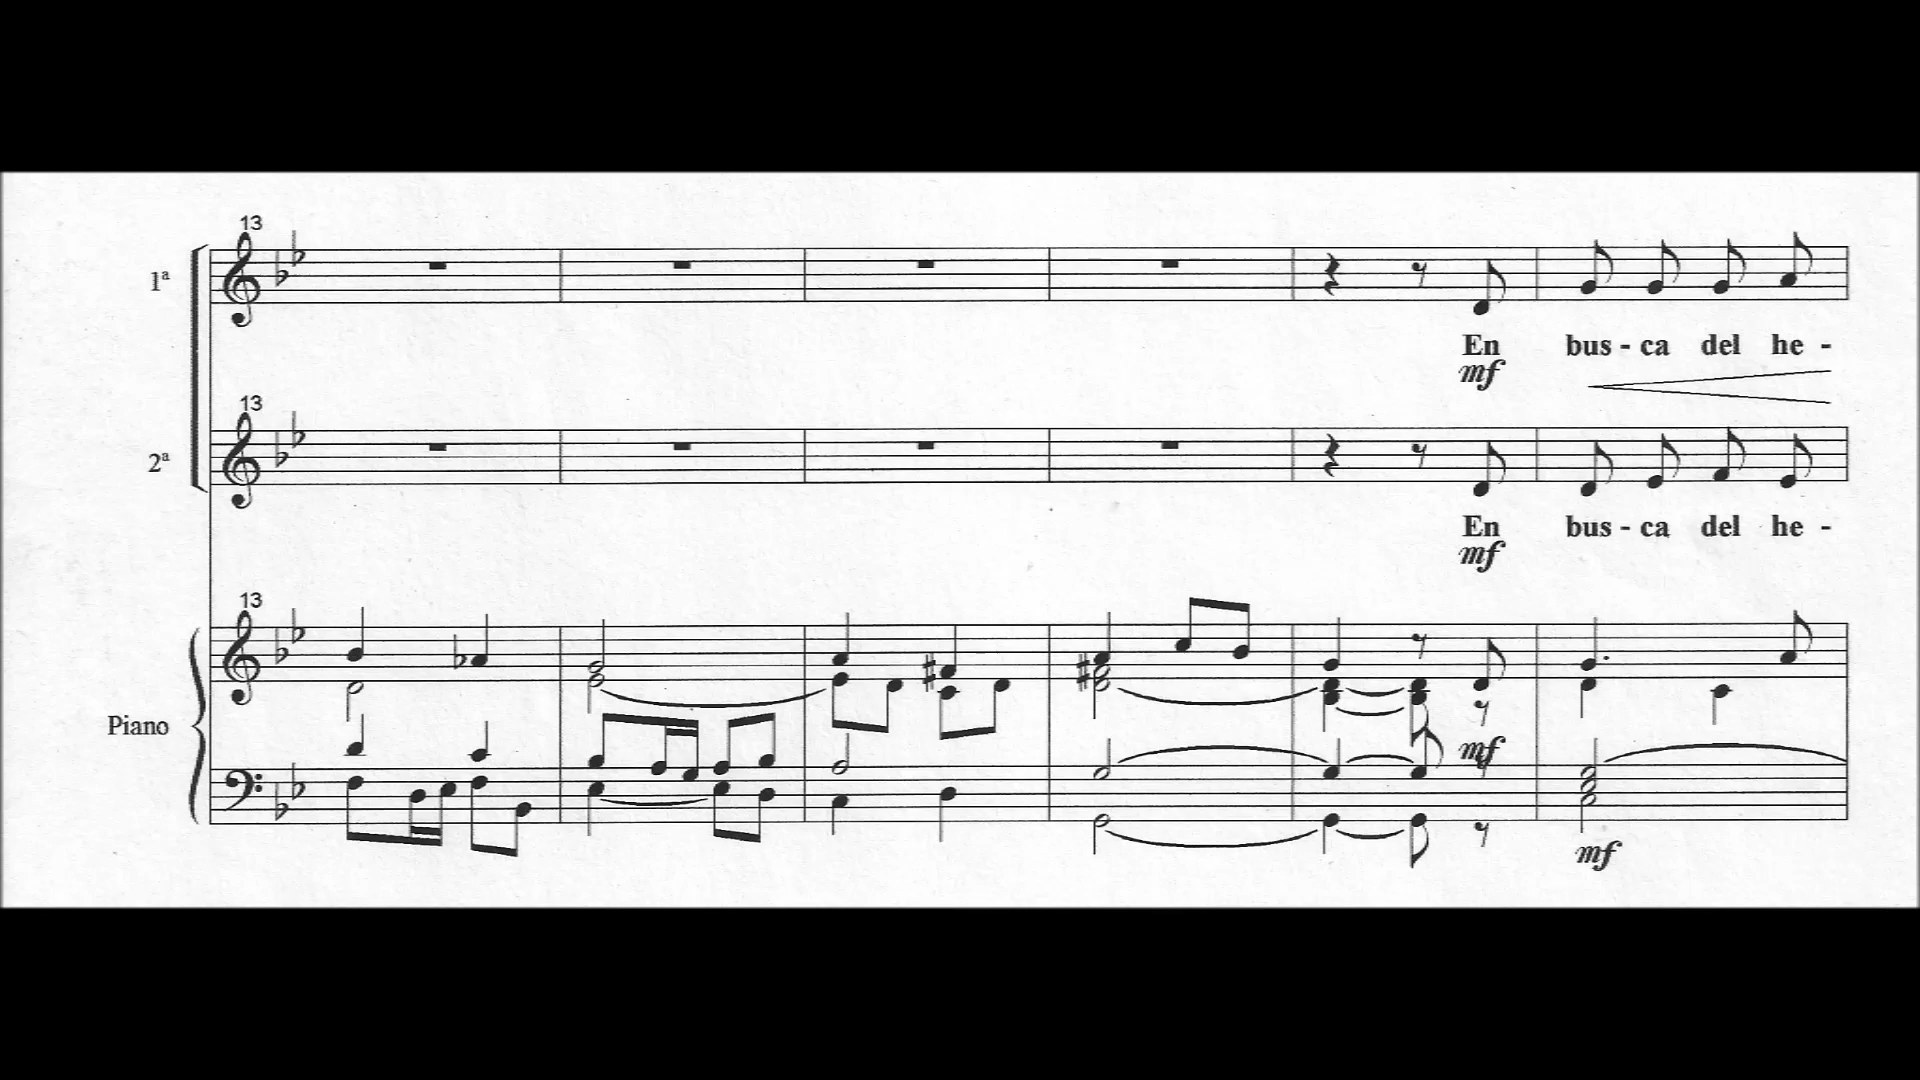 13
1ª
En bus - ca del he -
mf
13
2ª
En bus - ca del he -
mf
13
Piano
mf
mf